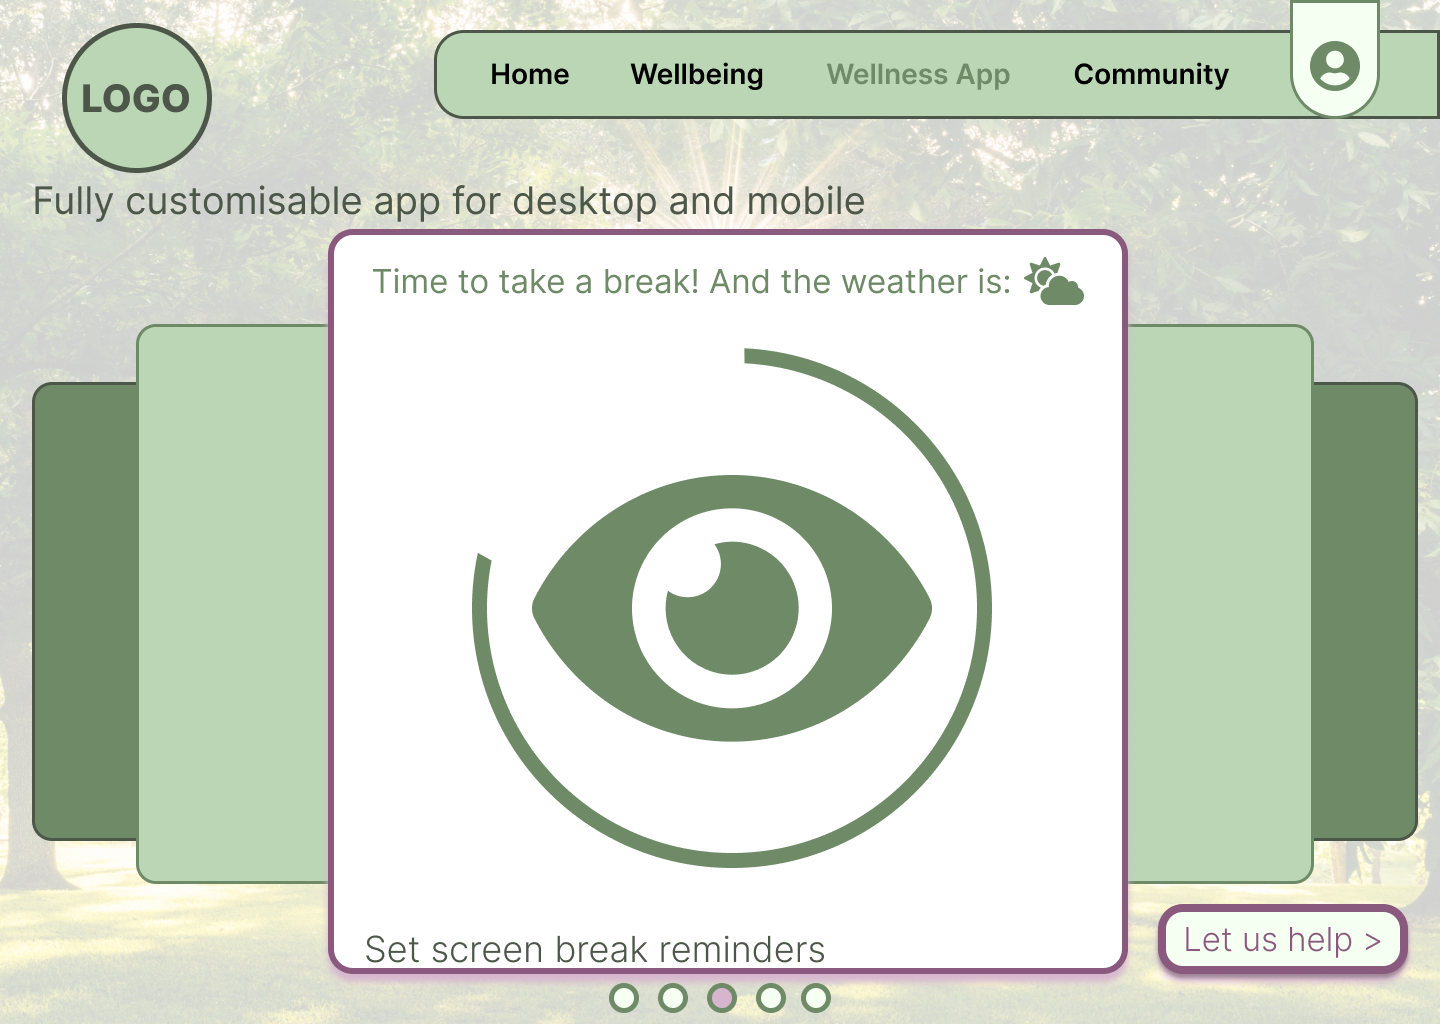 LOGO
Home
Wellbeing
Wellness App
Community
Fully customisable app for desktop and mobile
Time to take a break! And the weather is:
Set screen break reminders
Let us help >